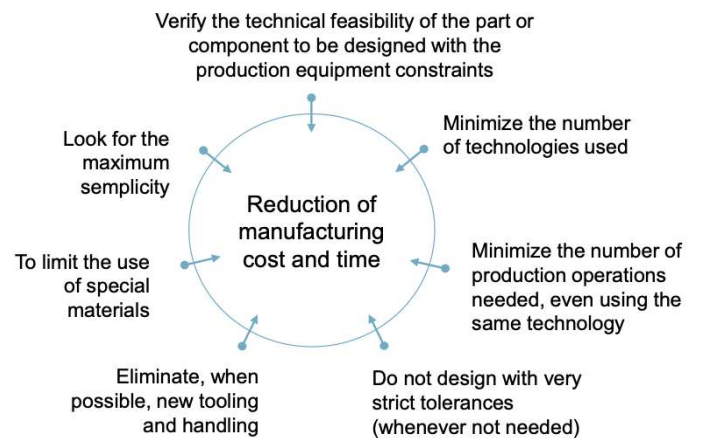 Verify the technical feasibility of the part or
component to be designed with the
production equipment constraints
Minimize the number
of technologies used
Minimize the number of
production operations
needed, even using the
same technology
Do not design with very
strict tolerances
(whenever not needed)
Eliminate, when
possible, new tooling
and handling
To limit the use
of special
materials
Look for the
maximum
semplicity
Reduction of
manufacturing
cost and time